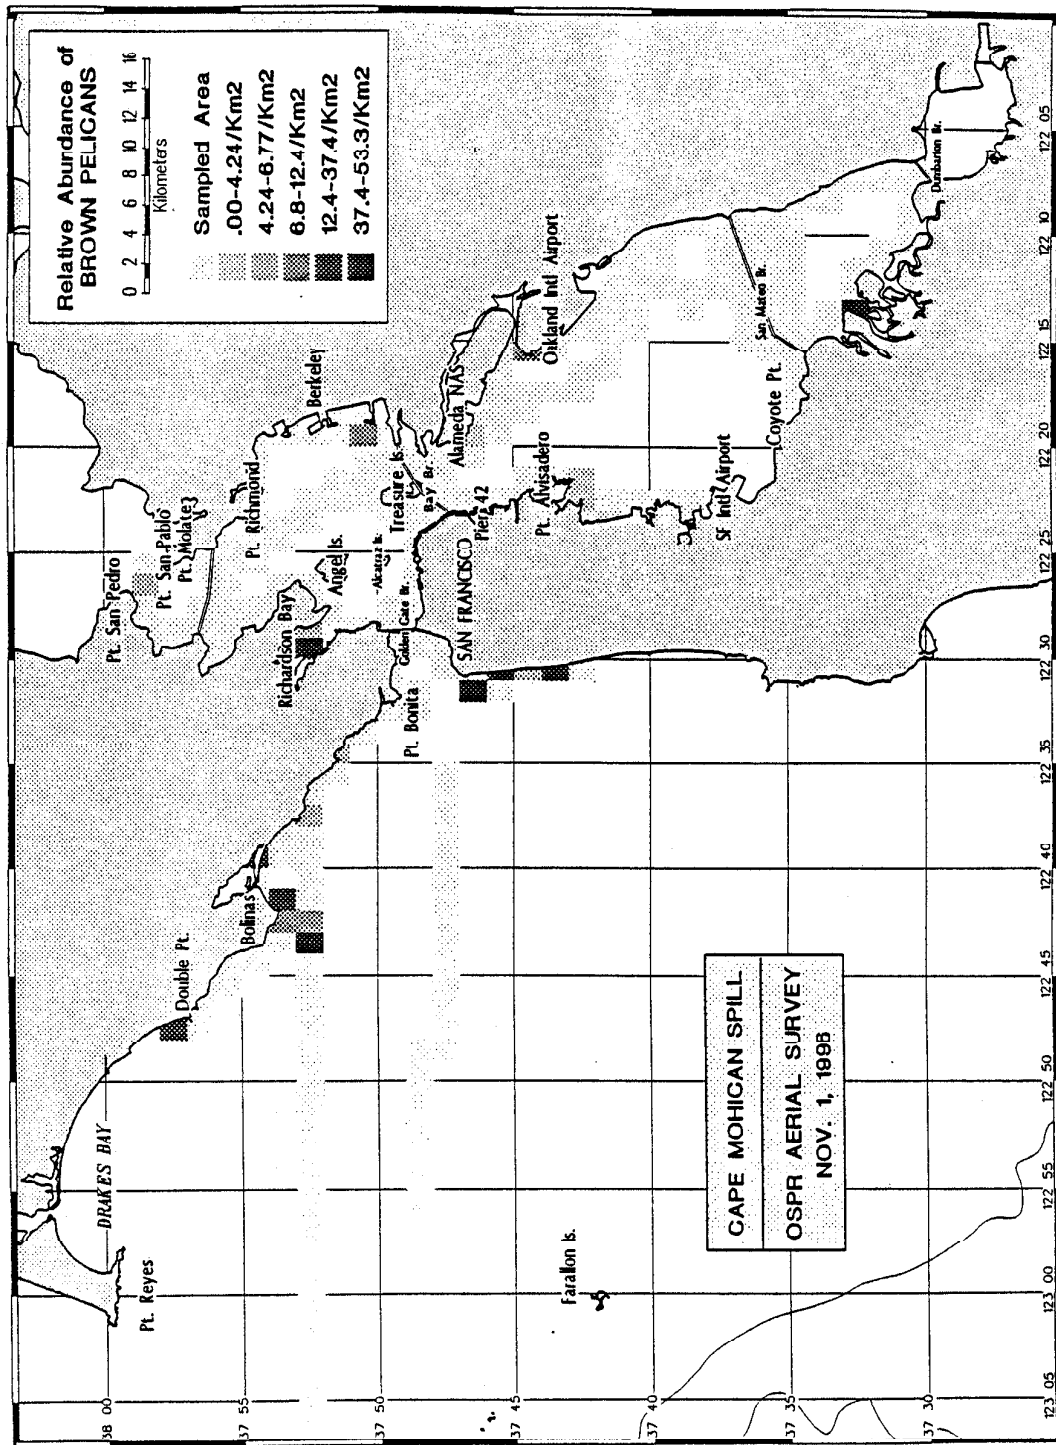 Relative Abundance of
BROWN PELICANS
0 2 4 6 8 10 12 14 16
Kilometers
Sampled Area
.00-4.24/Km2
4.24-6.77/Km2
6.8-12.4/Km2
12.4-37.4/Km2
37.4-53.3/Km2
Pt. Reyes
DRAKES BAY
Double Pt.
Bolinas
Pt. San Pedro
Pt. San Pablo
Pt. Molate
Pt. Richmond
Richardson Bay
Angel Is.
Berkeley
Alcatraz Is.
Treasure Is.
Golden Gate Br.
Bay Br.
Pt. Bonita
SAN FRANCISCO
Pier 42
Alameda NAS
Pt. Alvisadero
Oakland Intl Airport
SF Intl Airport
Coyote Pt.
San Mateo Br.
Dumbarton Br.
Farallon Is.
CAPE MOHICAN SPILL
OSPR AERIAL SURVEY
NOV. 1, 1996
38 00
37 55
37 50
37 45
37 40
37 35
37 30
123 05
123 00
122 55
122 50
122 45
122 40
122 35
122 30
122 25
122 20
122 15
122 10
122 05